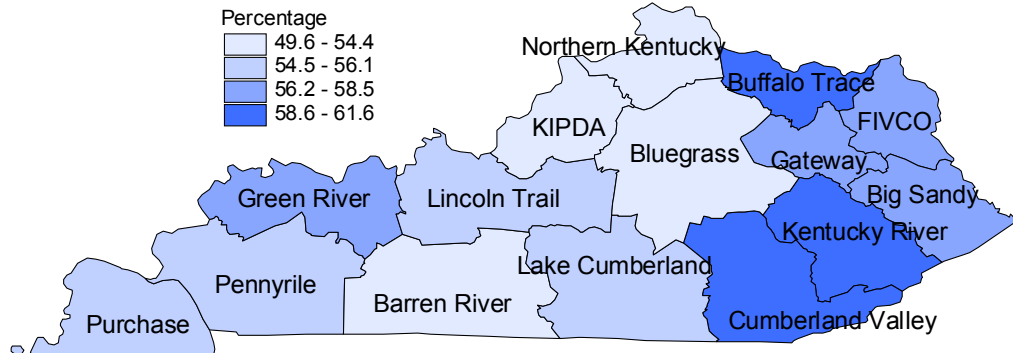 Percentage
49.6 - 54.4
54.5 - 56.1
56.2 - 58.5
58.6 - 61.6
Northern Kentucky
Buffalo Trace
FIVCO
KIPDA
Bluegrass
Gateway
Big Sandy
Green River
Lincoln Trail
Kentucky River
Lake Cumberland
Pennyrile
Barren River
Purchase
Cumberland Valley